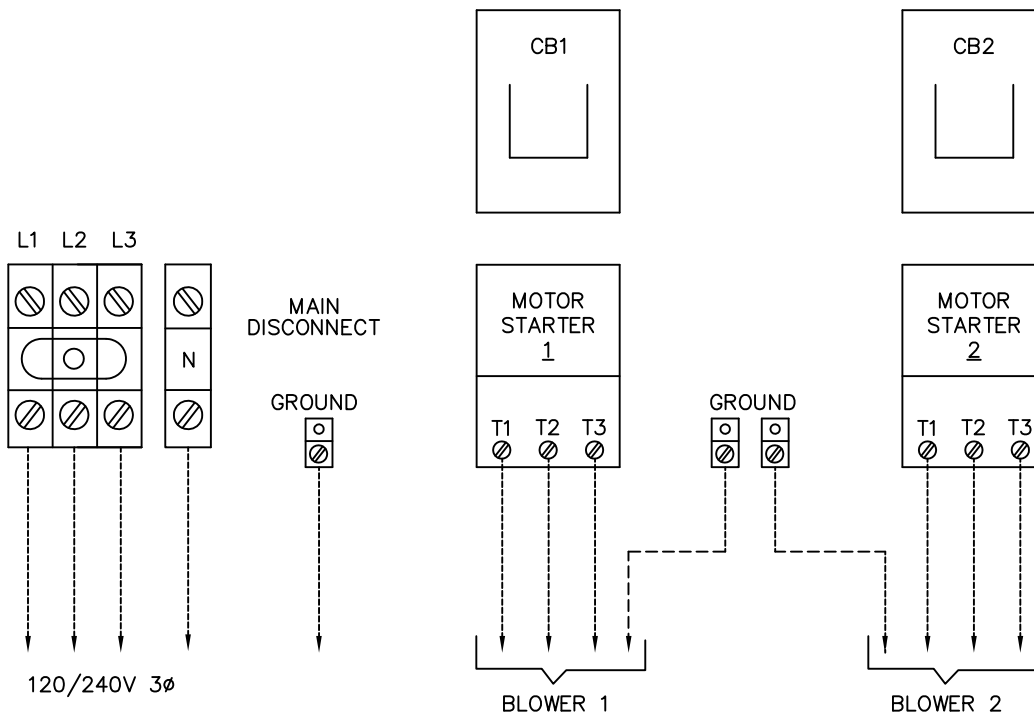 CB1
CB2
L1 L2 L3
N
MAIN
DISCONNECT
GROUND
120/240V 3ø
MOTOR
STARTER
1
T1 T2 T3
GROUND
MOTOR
STARTER
2
T1 T2 T3
BLOWER 1
BLOWER 2